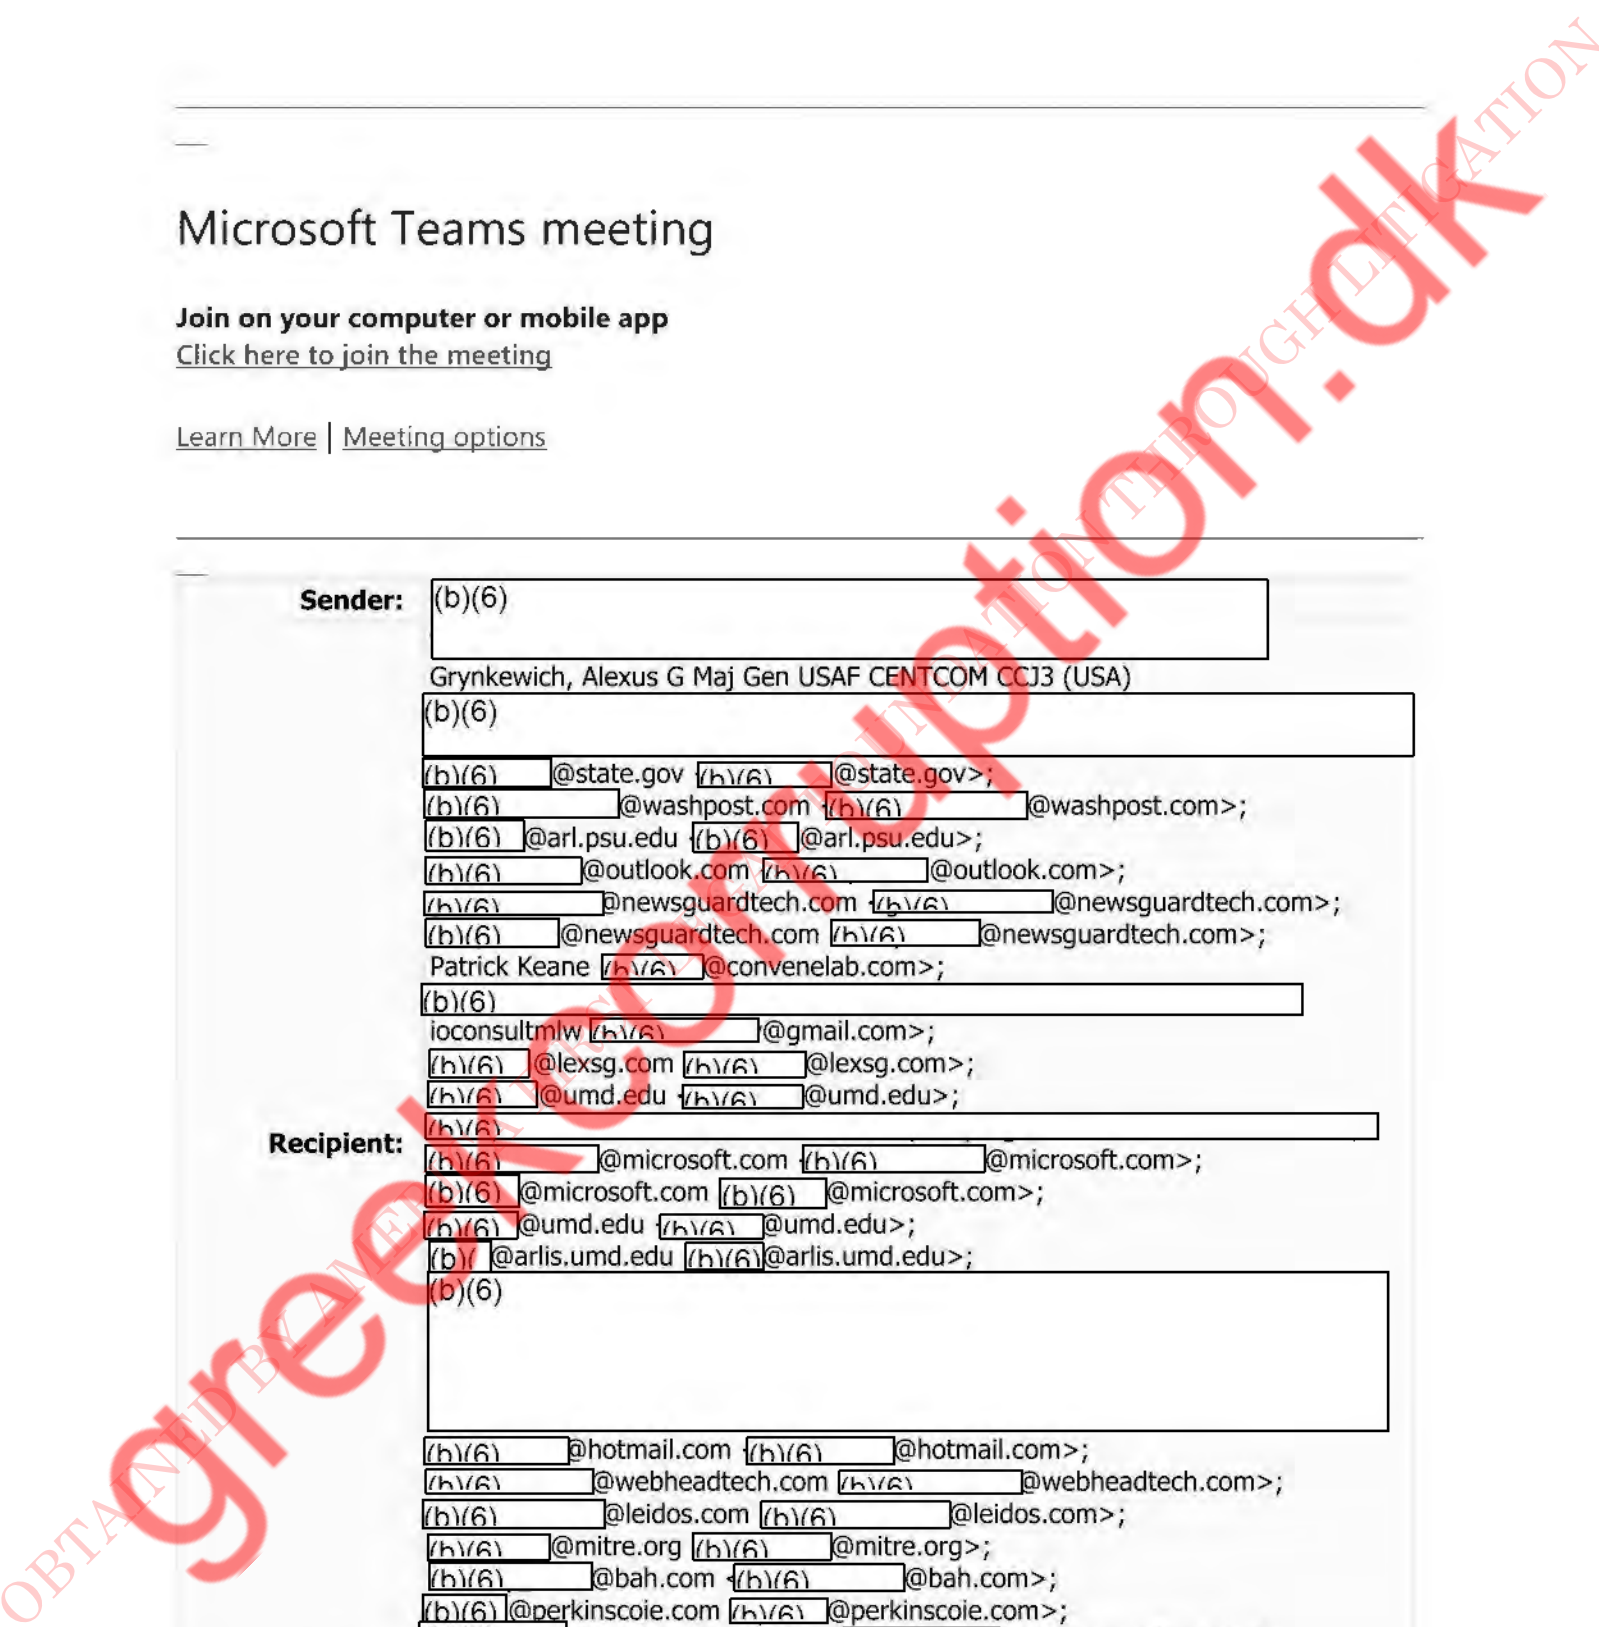 Microsoft Teams meeting
Join on your computer or mobile app
Click here to join the meeting
Learn More | Meeting options
Sender: (b)(6)
Grynkewich, Alexus G Maj Gen USAF CENTCOM CCJ3 (USA)
(b)(6)
(b)(6) @state.gov (b)(6) @state.gov>;
(b)(6) @washpost.com (b)(6) @washpost.com>;
(b)(6) @arl.psu.edu (b)(6) @arl.psu.edu>;
(b)(6) @outlook.com (b)(6) @outlook.com>;
(b)(6) @newsguardtech.com (b)(6) @newsguardtech.com>;
(b)(6) @newsguardtech.com (b)(6) @newsguardtech.com>;
Patrick Keane (b)(6) @convenelab.com>;
(b)(6)
ioconsultmlw (b)(6) @gmail.com>;
(b)(6) @lexsg.com (b)(6) @lexsg.com>;
(b)(6) @umd.edu (b)(6) @umd.edu>;
Recipient: (b)(6)
(b)(6) @microsoft.com (b)(6) @microsoft.com>;
(b)(6) @microsoft.com (b)(6) @microsoft.com>;
(b)(6) @umd.edu (b)(6) @umd.edu>;
(b)( @arlis.umd.edu (b)(6) @arlis.umd.edu>;
(b)(6)
(b)(6) @hotmail.com (b)(6) @hotmail.com>;
(b)(6) @webheadtech.com (b)(6) @webheadtech.com>;
(b)(6) @leidos.com (b)(6) @leidos.com>;
(b)(6) @mitre.org (b)(6) @mitre.org>;
(b)(6) @bah.com (b)(6) @bah.com>;
(b)(6) @perkinscoie.com (b)(6) @perkinscoie.com>;
OBTAINED BY AMERICA FIRST LEGAL FOUNDATION THROUGH LITIGATION
greekcorruption.dk